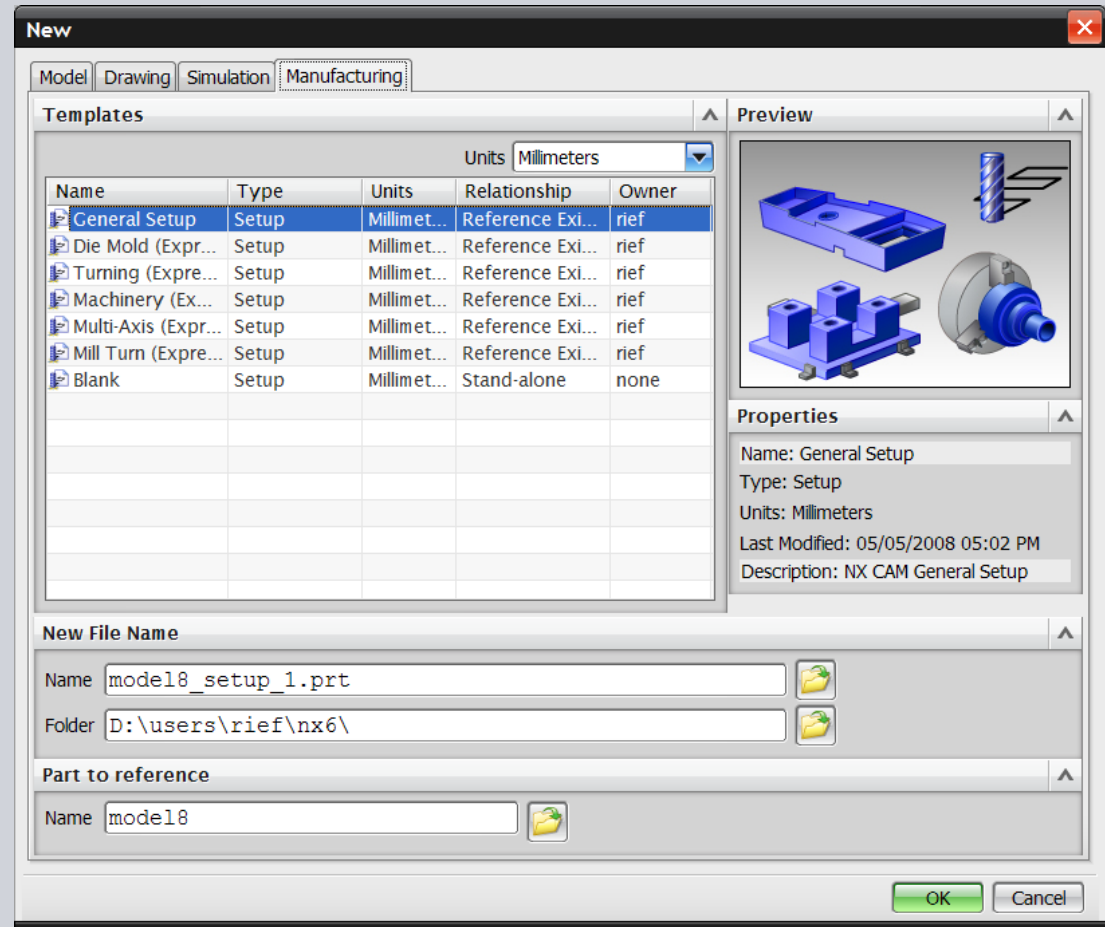 New
Model Drawing Simulation Manufacturing
Templates
Units Millimeters
Name Type Units Relationship Owner
General Setup Setup Millimet... Reference Exi... rief
Die Mold (Expr... Setup Millimet... Reference Exi... rief
Turning (Expre... Setup Millimet... Reference Exi... rief
Machinery (Ex... Setup Millimet... Reference Exi... rief
Multi-Axis (Expr... Setup Millimet... Reference Exi... rief
Mill Turn (Expre... Setup Millimet... Reference Exi... rief
Blank Setup Millimet... Stand-alone none
Preview
Properties
Name: General Setup
Type: Setup
Units: Millimeters
Last Modified: 05/05/2008 05:02 PM
Description: NX CAM General Setup
New File Name
Name model8_setup_1.prt
Folder D:\users\rief\nx6\
Part to reference
Name model8
OK Cancel